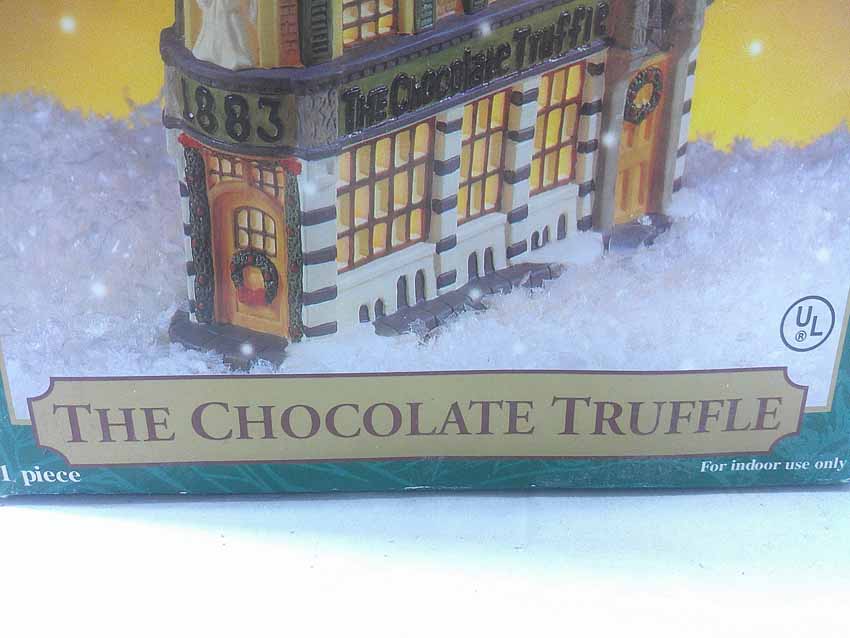 The Chocolate Truffle
1883
UL
®
THE CHOCOLATE TRUFFLE
1 piece
For indoor use only